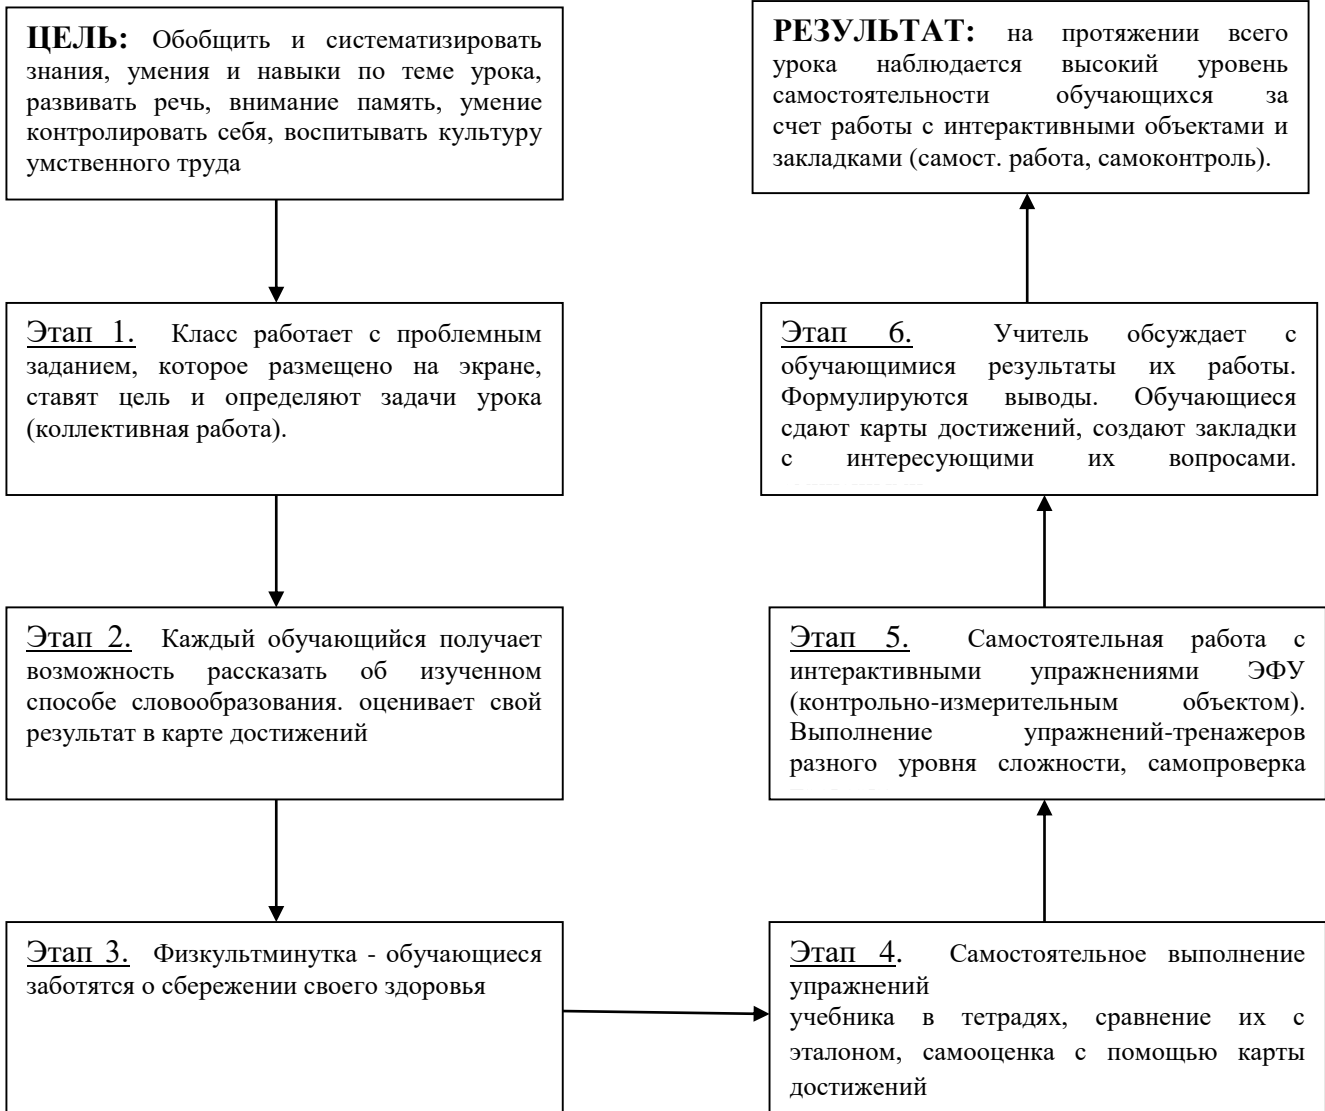 ЦЕЛЬ: Обобщить и систематизировать
знания, умения и навыки по теме урока,
развивать речь, внимание память, умение
контролировать себя, воспитывать культуру
умственного труда
Этап 1. Класс работает с проблемным
заданием, которое размещено на экране,
ставят цель и определяют задачи урока
(коллективная работа).
Этап 2. Каждый обучающийся получает
возможность рассказать об изученном
способе словообразования. оценивает свой
результат в карте достижений
Этап 3. Физкультминутка - обучающиеся
заботятся о сбережении своего здоровья
Этап 4. Самостоятельное выполнение
упражнений
учебника в тетрадях, сравнение их с
эталоном, самооценка с помощью карты
достижений
Этап 5. Самостоятельная работа с
интерактивными упражнениями ЭФУ
(контрольно-измерительным объектом).
Выполнение упражнений-тренажеров
разного уровня сложности, самопроверка
Этап 6. Учитель обсуждает с
обучающимися результаты их работы.
Формулируются выводы. Обучающиеся
сдают карты достижений, создают закладки
с интересующими их вопросами.
РЕЗУЛЬТАТ: на протяжении всего
урока наблюдается высокий уровень
самостоятельности обучающихся за
счет работы с интерактивными объектами и
закладками (самост. работа, самоконтроль).